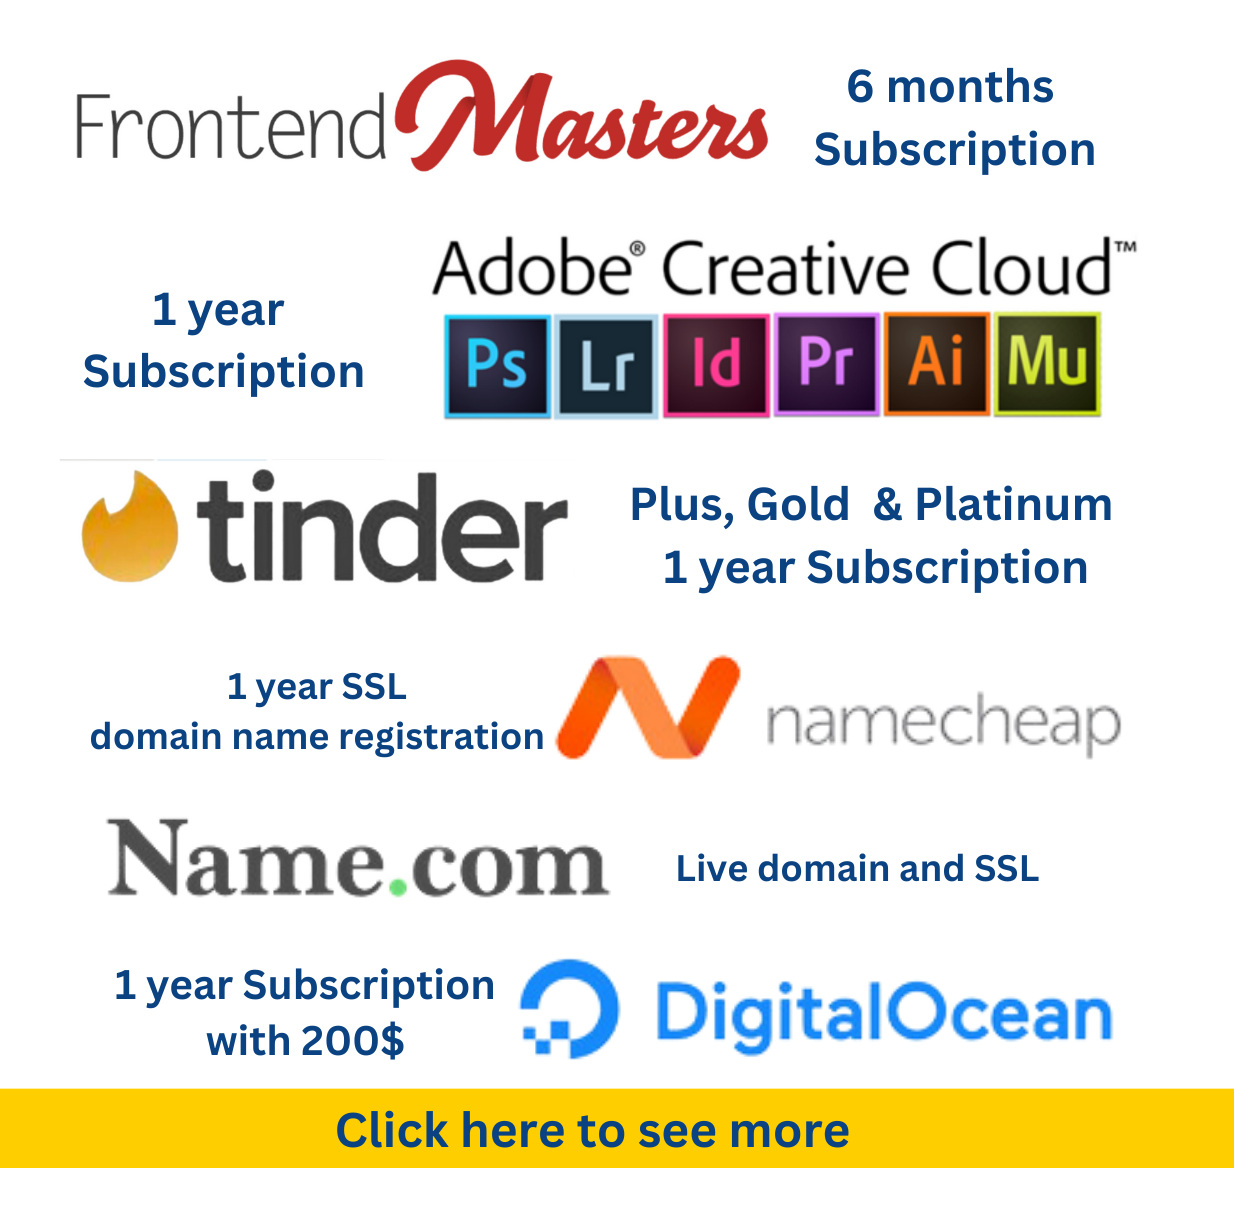 Frontend Masters
6 months
Subscription
Adobe® Creative Cloud™
1 year
Subscription
Ps Lr Id Pr Ai Mu
tinder
Plus, Gold & Platinum
1 year Subscription
1 year SSL
domain name registration
namecheap
Name.com
Live domain and SSL
1 year Subscription
with 200$
DigitalOcean
Click here to see more